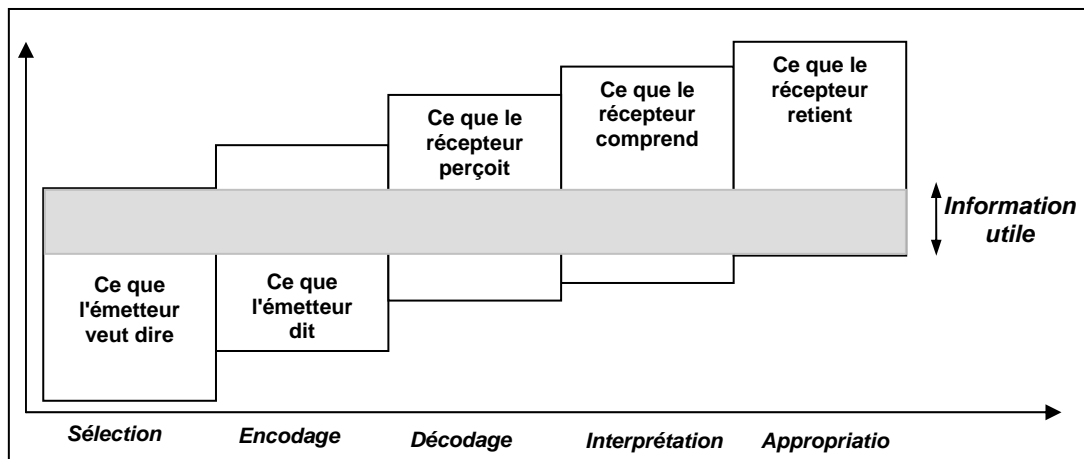 Ce que l'émetteur veut dire
Ce que
l'émetteur
dit
Ce que le
récepteur
perçoit
Ce que le
récepteur
comprend
Ce que le
récepteur
retient
Information
utile
Sélection
Encodage
Décodage
Interprétation
Appropriatio